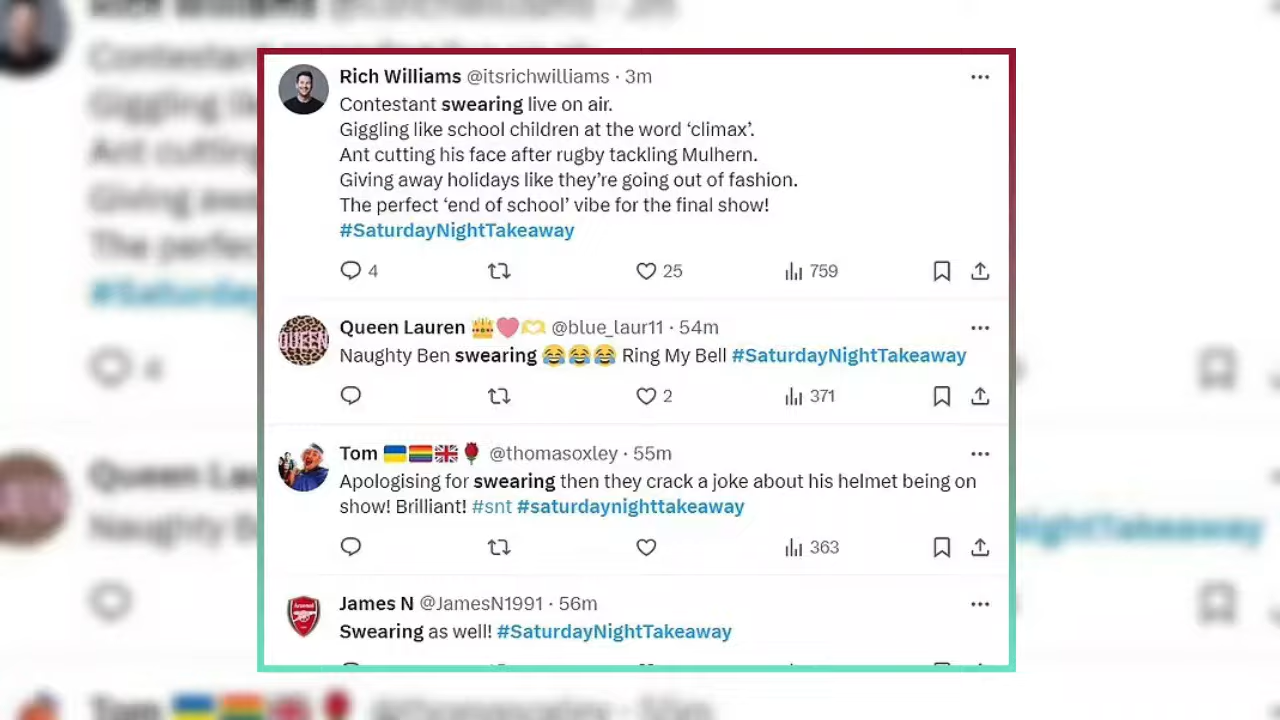 Rich Williams @itsrichwilliams · 3m
Contestant swearing live on air.
Giggling like school children at the word ‘climax’.
Ant cutting his face after rugby tackling Mulhern.
Giving away holidays like they’re going out of fashion.
The perfect ‘end of school’ vibe for the final show!
#SaturdayNightTakeaway
4 25 759
Queen Lauren 👑🩷🫶 @blue_laur11 · 54m
Naughty Ben swearing 😂😂😂 Ring My Bell #SaturdayNightTakeaway
2 371
QUEEN
Tom 🇺🇦🏳️‍🌈🇬🇧🌹 @thomasoxley · 55m
Apologising for swearing then they crack a joke about his helmet being on
show! Brilliant! #snt #saturdaynighttakeaway
363
Arsenal
James N @JamesN1991 · 56m
Swearing as well! #SaturdayNightTakeaway